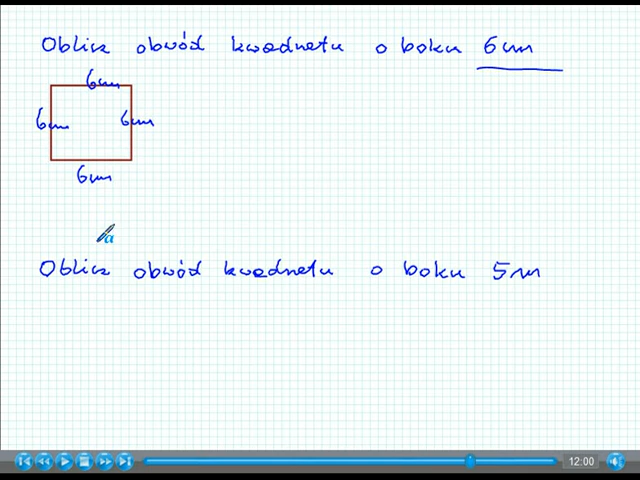 Oblicz obwód kwadratu o boku 6cm
6cm
6cm 6cm
6cm
a
Oblicz obwód kwadratu o boku 5m
12:00